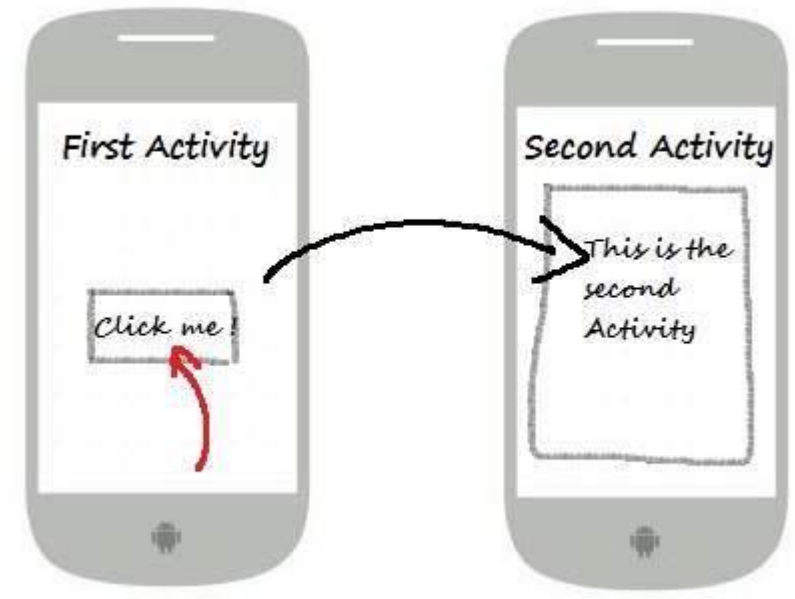 First Activity
Click me !
Second Activity
This is the
second
Activity